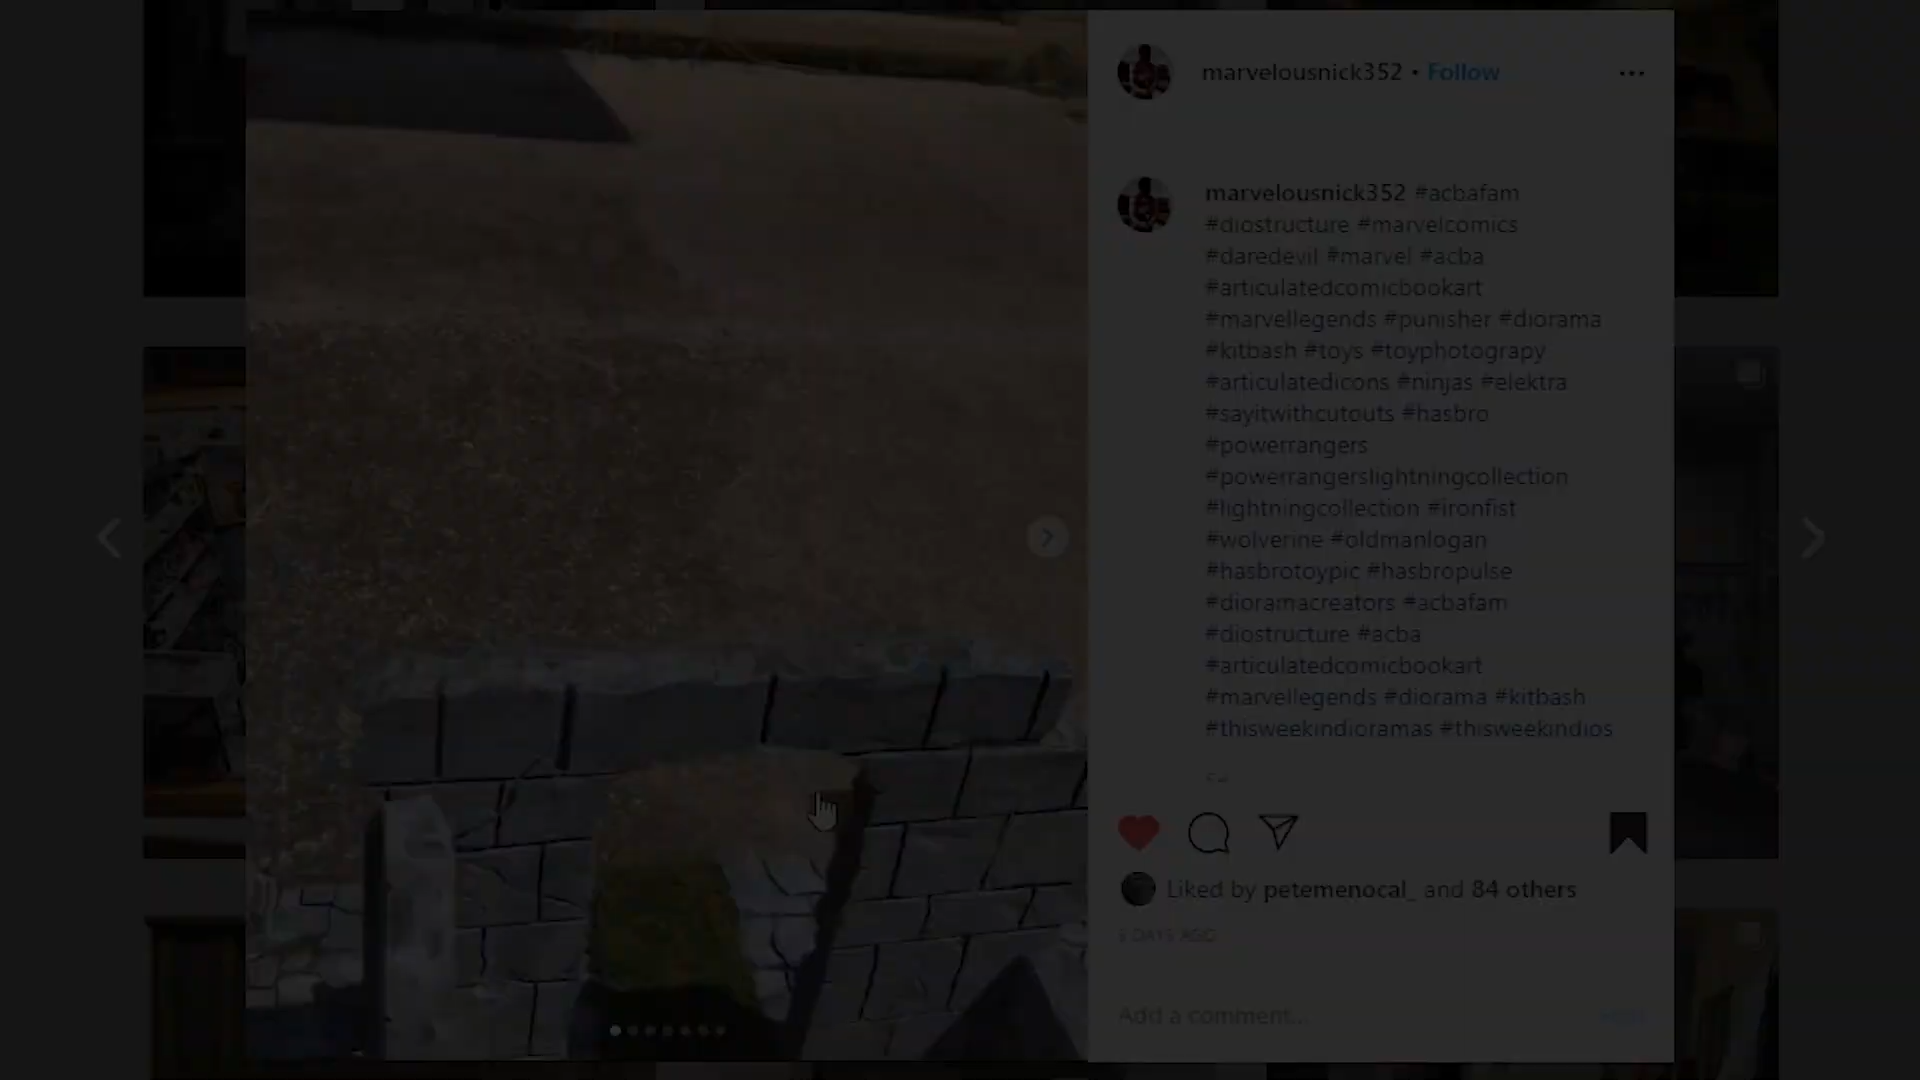 marvelousnick352 • Follow
marvelousnick352 #acbafam
#diostructure #marvelcomics
#daredevil #marvel #acba
#articulatedcomicbookart
#marvellegends #punisher #diorama
#kitbash #toys #toyphotograpy
#articulatedicons #ninjas #elektra
#sayitwithcutouts #hasbro
#powerrangers
#powerrangerslightningcollection
#lightningcollection #ironfist
#wolverine #oldmanlogan
#hasbrotoypic #hasbropulse
#dioramacreators #acbafam
#diostructure #acba
#articulatedcomicbookart
#marvellegends #diorama #kitbash
#thisweekindioramas #thisweekindios
Liked by petemenocal_ and 84 others
DAYS AGO
Add a comment...